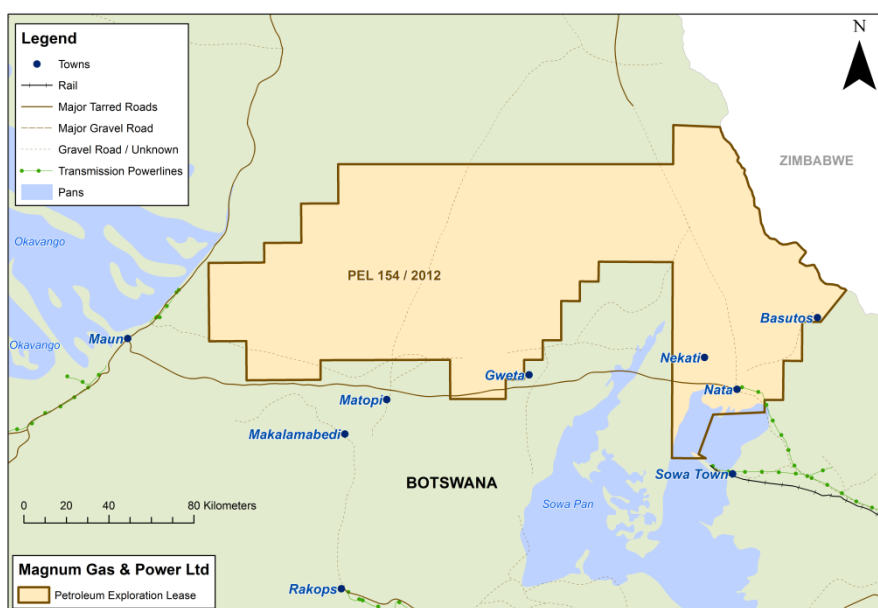 Legend
Towns
Rail
Major Tarred Roads
Major Gravel Road
Gravel Road / Unknown
Transmission Powerlines
Pans
N
ZIMBABWE
Okavango
PEL 154 / 2012
Basutos
Okavango
Maun
Nekati
Gweta
Nata
Matopi
Makalamabedi
BOTSWANA
Sowa Town
Sowa Pan
0 20 40 80 Kilometers
Magnum Gas & Power Ltd
Petroleum Exploration Lease
Rakops